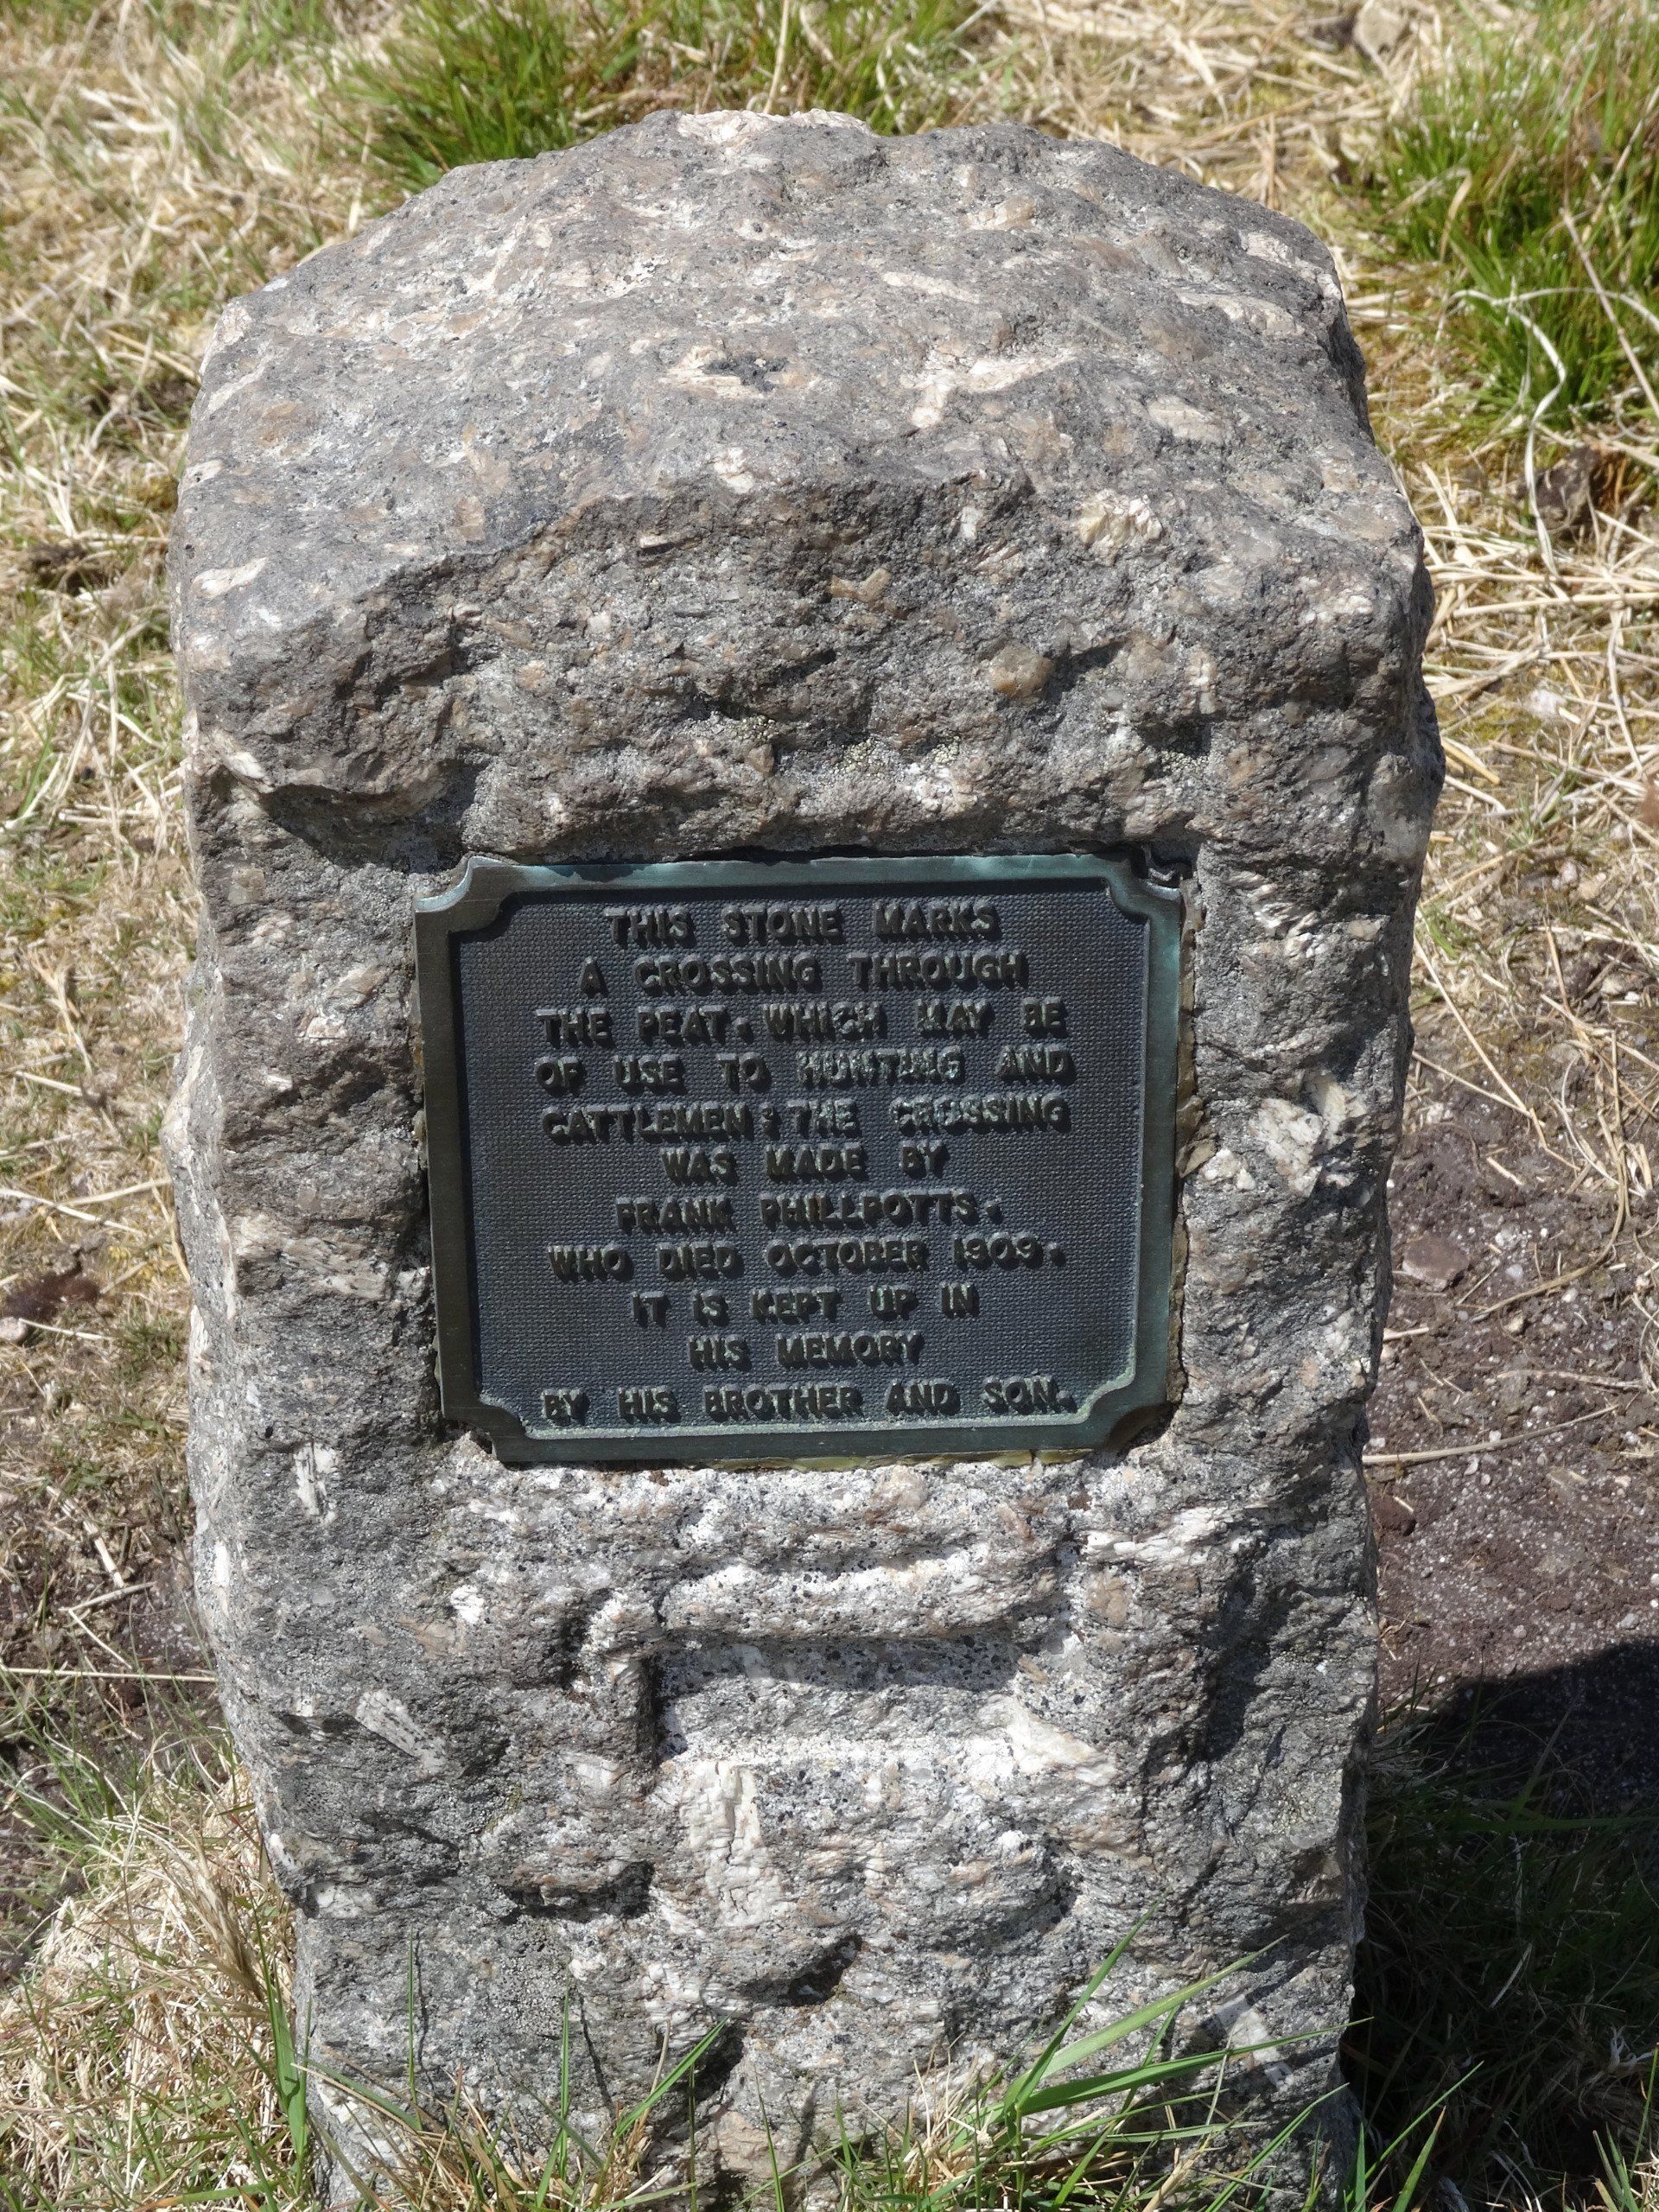 THIS STONE MARKS
A CROSSING THROUGH
THE PEAT. WHICH MAY BE
OF USE TO HUNTING AND
CATTLEMEN: THE CROSSING
WAS MADE BY
FRANK PHILLPOTTS.
WHO DIED OCTOBER 1909.
IT IS KEPT UP IN
HIS MEMORY
BY HIS BROTHER AND SON.